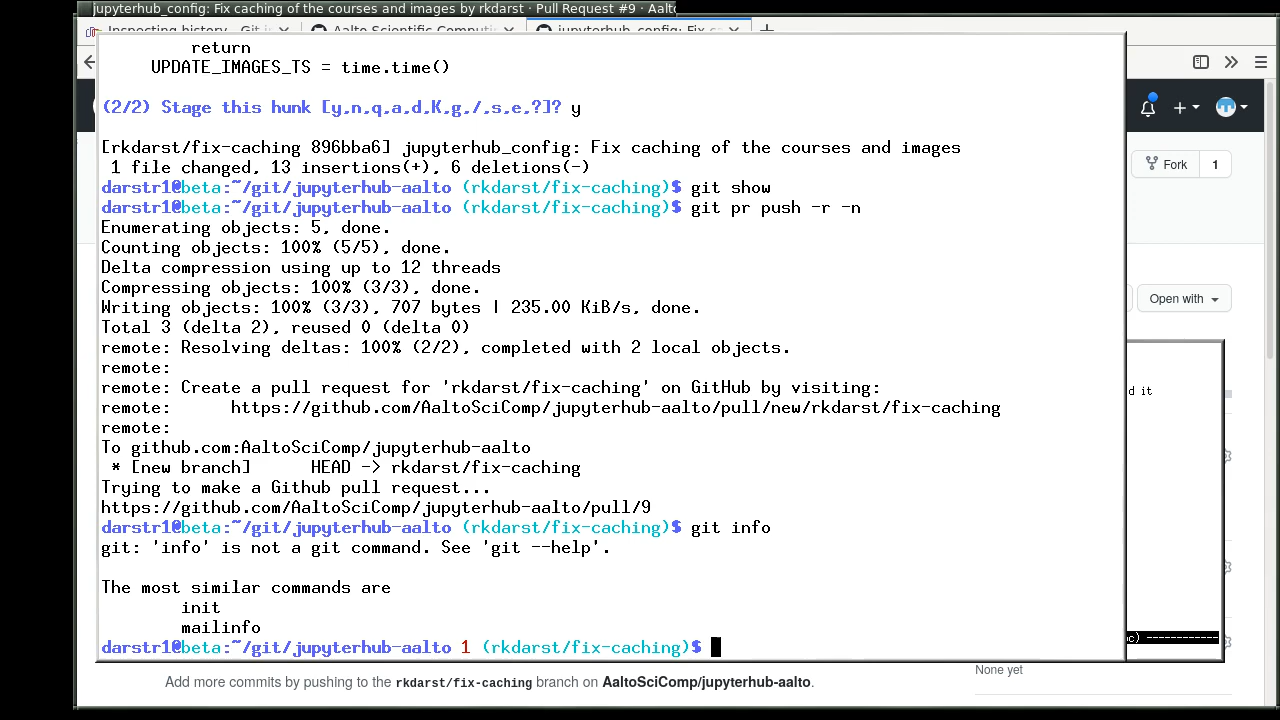 jupyterhub_config: Fix caching of the courses and images by rkdarst · Pull Request #9 · Aalto
Inspecting history - Git in
Aalto Scientific Computin
jupyterhub_config: Fix ca
return
UPDATE_IMAGES_TS = time.time()
(2/2) Stage this hunk [y,n,q,a,d,K,g,/,s,e,?]? y
[rkdarst/fix-caching 896bba6] jupyterhub_config: Fix caching of the courses and images
1 file changed, 13 insertions(+), 6 deletions(-)
darstr1@beta:~/git/jupyterhub-aalto (rkdarst/fix-caching)$ git show
darstr1@beta:~/git/jupyterhub-aalto (rkdarst/fix-caching)$ git pr push -r -n
Enumerating objects: 5, done.
Counting objects: 100% (5/5), done.
Delta compression using up to 12 threads
Compressing objects: 100% (3/3), done.
Writing objects: 100% (3/3), 707 bytes | 235.00 KiB/s, done.
Total 3 (delta 2), reused 0 (delta 0)
remote: Resolving deltas: 100% (2/2), completed with 2 local objects.
remote:
remote: Create a pull request for 'rkdarst/fix-caching' on GitHub by visiting:
remote:      https://github.com/AaltoSciComp/jupyterhub-aalto/pull/new/rkdarst/fix-caching
remote:
To github.com:AaltoSciComp/jupyterhub-aalto
* [new branch]      HEAD -> rkdarst/fix-caching
Trying to make a Github pull request...
https://github.com/AaltoSciComp/jupyterhub-aalto/pull/9
darstr1@beta:~/git/jupyterhub-aalto (rkdarst/fix-caching)$ git info
git: 'info' is not a git command. See 'git --help'.
The most similar commands are
init
mailinfo
darstr1@beta:~/git/jupyterhub-aalto 1 (rkdarst/fix-caching)$
Fork 1
Open with
d it
c) ------------
None yet
Add more commits by pushing to the rkdarst/fix-caching branch on AaltoSciComp/jupyterhub-aalto.